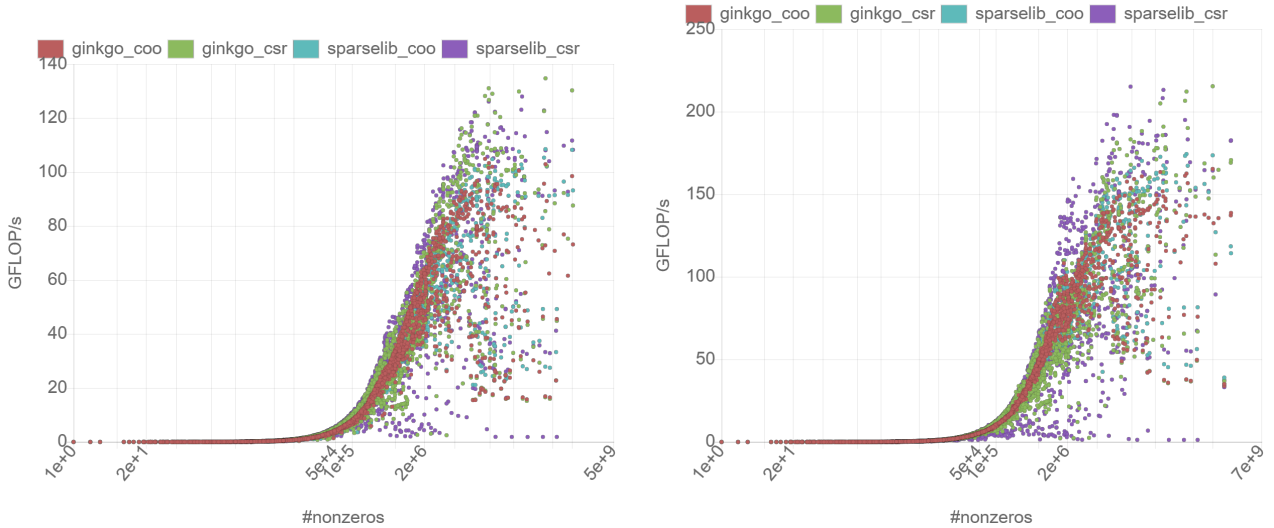 ginkgo_coo ginkgo_csr sparselib_coo sparselib_csr
140
120
100
80
60
40
20
0
GFLOP/s
1e+0 2e+1 5e+4 1e+5 2e+6 5e+9
#nonzeros
ginkgo_coo ginkgo_csr sparselib_coo sparselib_csr
250
200
150
100
50
0
GFLOP/s
1e+0 2e+1 5e+4 1e+5 2e+6 7e+9
#nonzeros